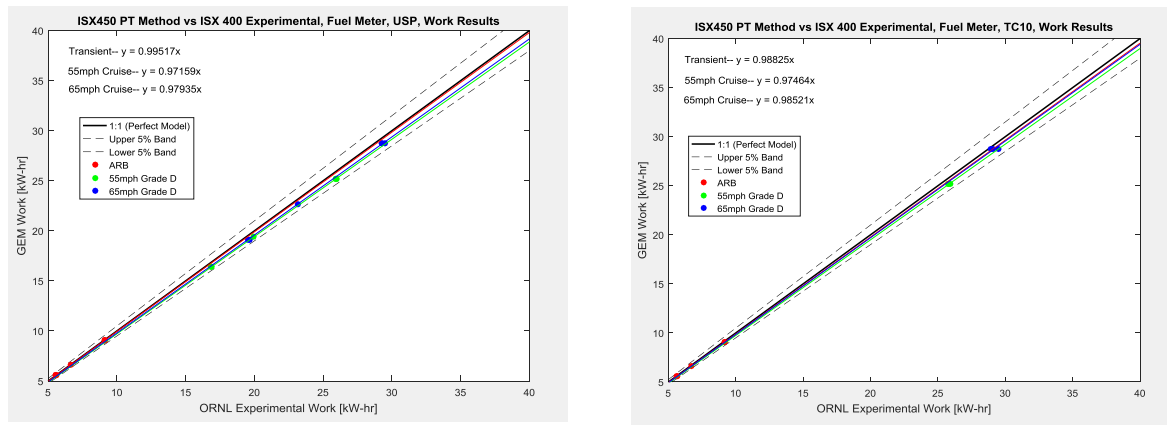 ISX450 PT Method vs ISX 400 Experimental, Fuel Meter, USP, Work Results
40
35
30
25
20
15
10
5
GEM Work [kW-hr]
Transient-- y = 0.99517x
55mph Cruise-- y = 0.97159x
65mph Cruise-- y = 0.97935x
1:1 (Perfect Model)
Upper 5% Band
Lower 5% Band
ARB
55mph Grade D
65mph Grade D
5 10 15 20 25 30 35 40
ORNL Experimental Work [kW-hr]
ISX450 PT Method vs ISX 400 Experimental, Fuel Meter, TC10, Work Results
40
35
30
25
20
15
10
5
GEM Work [kW-hr]
Transient-- y = 0.98825x
55mph Cruise-- y = 0.97464x
65mph Cruise-- y = 0.98521x
1:1 (Perfect Model)
Upper 5% Band
Lower 5% Band
ARB
55mph Grade D
65mph Grade D
5 10 15 20 25 30 35 40
ORNL Experimental Work [kW-hr]